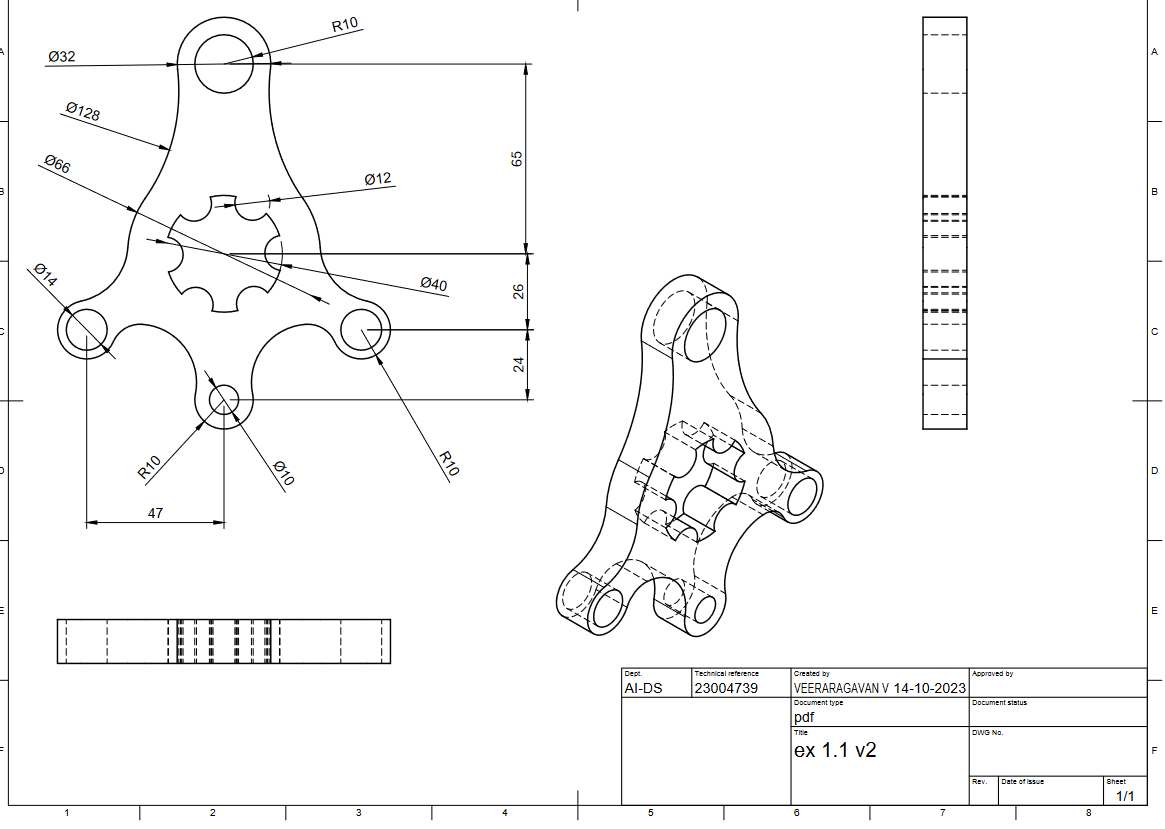 R10
Ø32
A
A
Ø128
65
Ø66
Ø12
B
B
Ø14
Ø40
26
C
C
24
R10
Ø10
R10
D
D
47
E
E
Dept.
Technical reference
Created by
Approved by
AI-DS
23004739
VEERARAGAVAN V 14-10-2023
Document type
Document status
pdf
Title
DWG No.
ex 1.1 v2
F
F
Rev.
Date of issue
Sheet
1/1
1
2
3
4
5
6
7
8